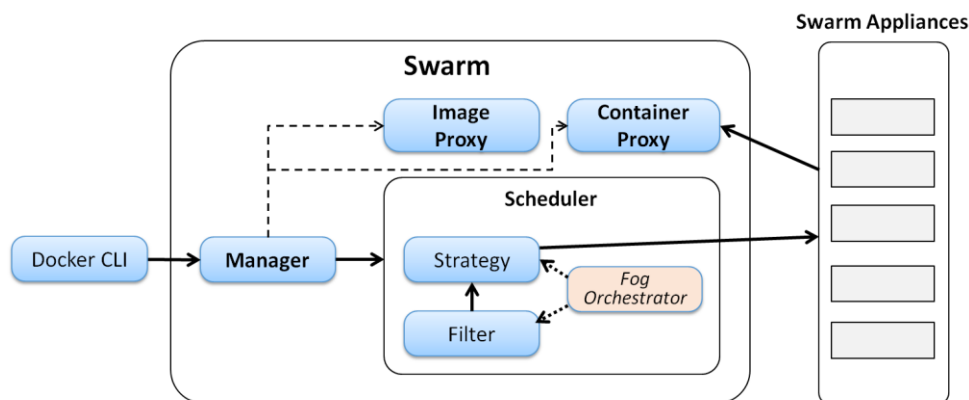 Swarm Appliances
Swarm
Image
Proxy
Container
Proxy
Scheduler
Docker CLI
Manager
Strategy
Fog
Orchestrator
Filter